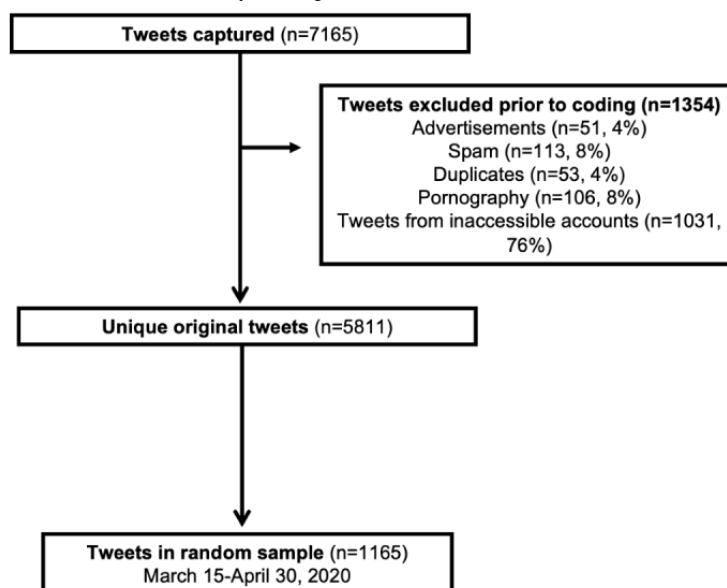 Tweets captured (n=7165)
Tweets excluded prior to coding (n=1354)
Advertisements (n=51, 4%)
Spam (n=113, 8%)
Duplicates (n=53, 4%)
Pornography (n=106, 8%)
Tweets from inaccessible accounts (n=1031,
76%)
Unique original tweets (n=5811)
Tweets in random sample (n=1165)
March 15-April 30, 2020